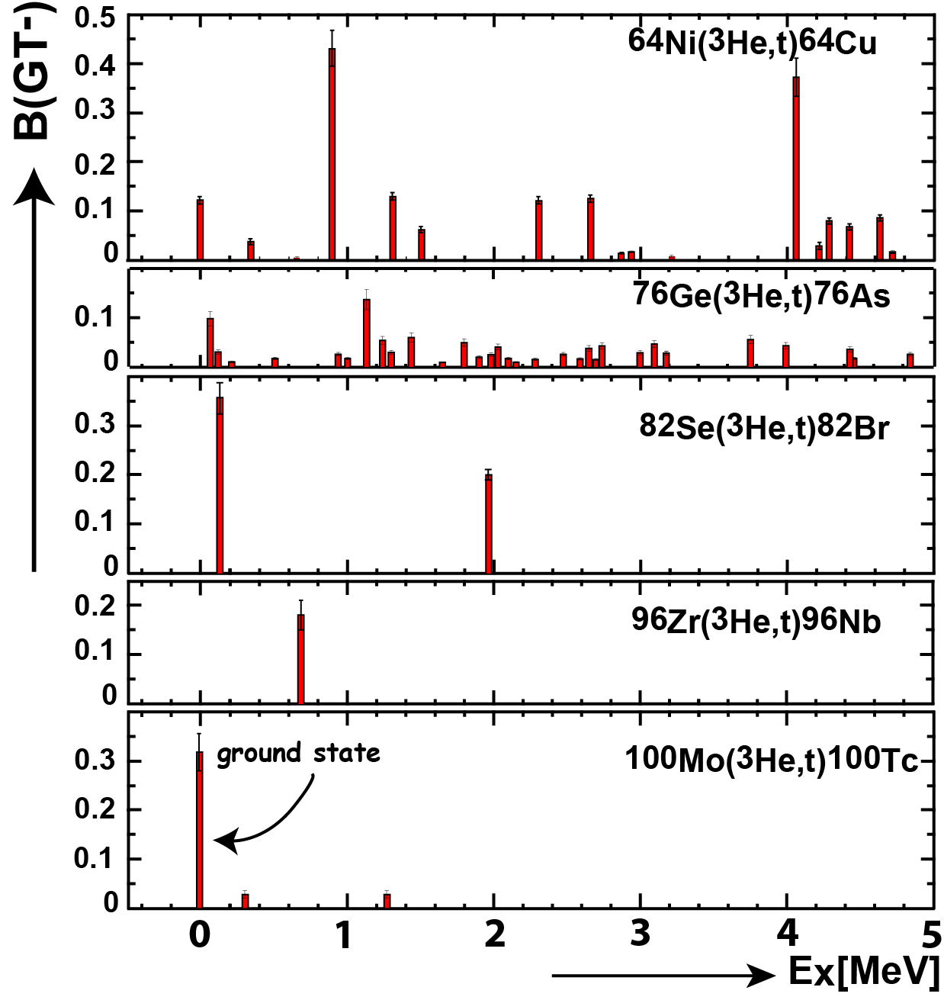 B(GT-)
0.5
0.4
0.3
0.2
0.1
0
64Ni(3He,t)64Cu
0.1
0
76Ge(3He,t)76As
0.3
0.2
0.1
0
82Se(3He,t)82Br
0.2
0.1
0
96Zr(3He,t)96Nb
0.3
0.2
0.1
0
ground state
100Mo(3He,t)100Tc
0 1 2 3 4 5
Ex[MeV]